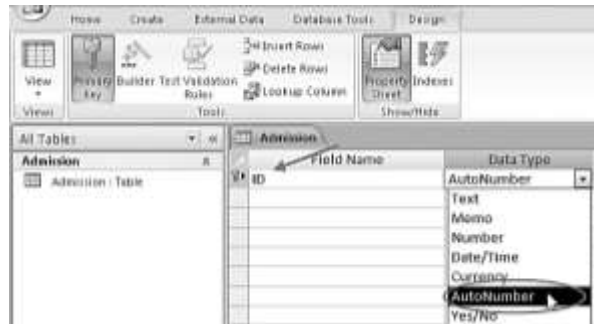 Home Create External Data Database Tools Design
View
Primary Key
Builder
Test Validation Rules
Insert Rows
Delete Rows
Lookup Column
Property Sheet
Indexes
Views
Tools
Show/Hide
All Tables
Admission
Admission : Table
Admission
Field Name Data Type
ID AutoNumber
Text
Memo
Number
Date/Time
Currency
AutoNumber
Yes/No